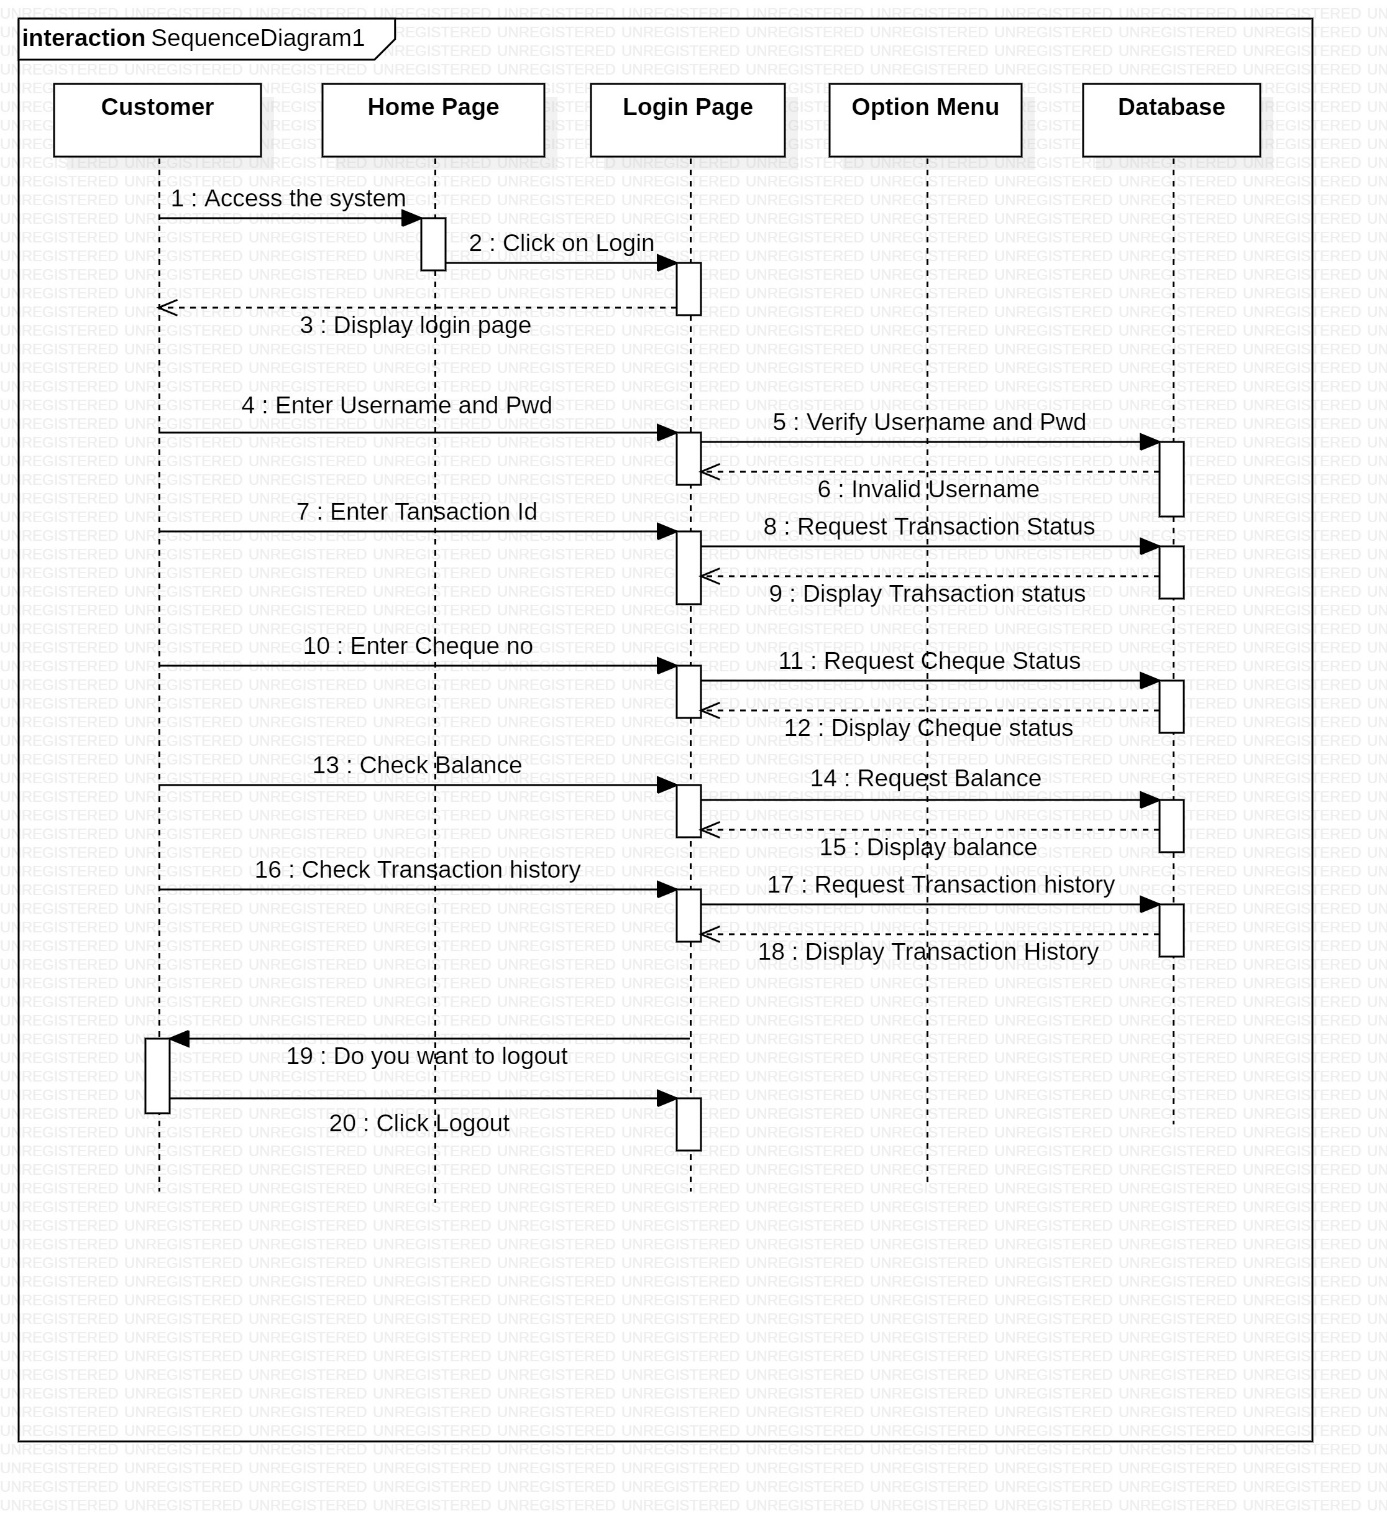 interaction SequenceDiagram1
Customer
Home Page
Login Page
Option Menu
Database
1 : Access the system
2 : Click on Login
3 : Display login page
4 : Enter Username and Pwd
5 : Verify Username and Pwd
6 : Invalid Username
7 : Enter Tansaction Id
8 : Request Transaction Status
9 : Display Transaction status
10 : Enter Cheque no
11 : Request Cheque Status
12 : Display Cheque status
13 : Check Balance
14 : Request Balance
15 : Display balance
16 : Check Transaction history
17 : Request Transaction history
18 : Display Transaction History
19 : Do you want to logout
20 : Click Logout
UNREGISTERED